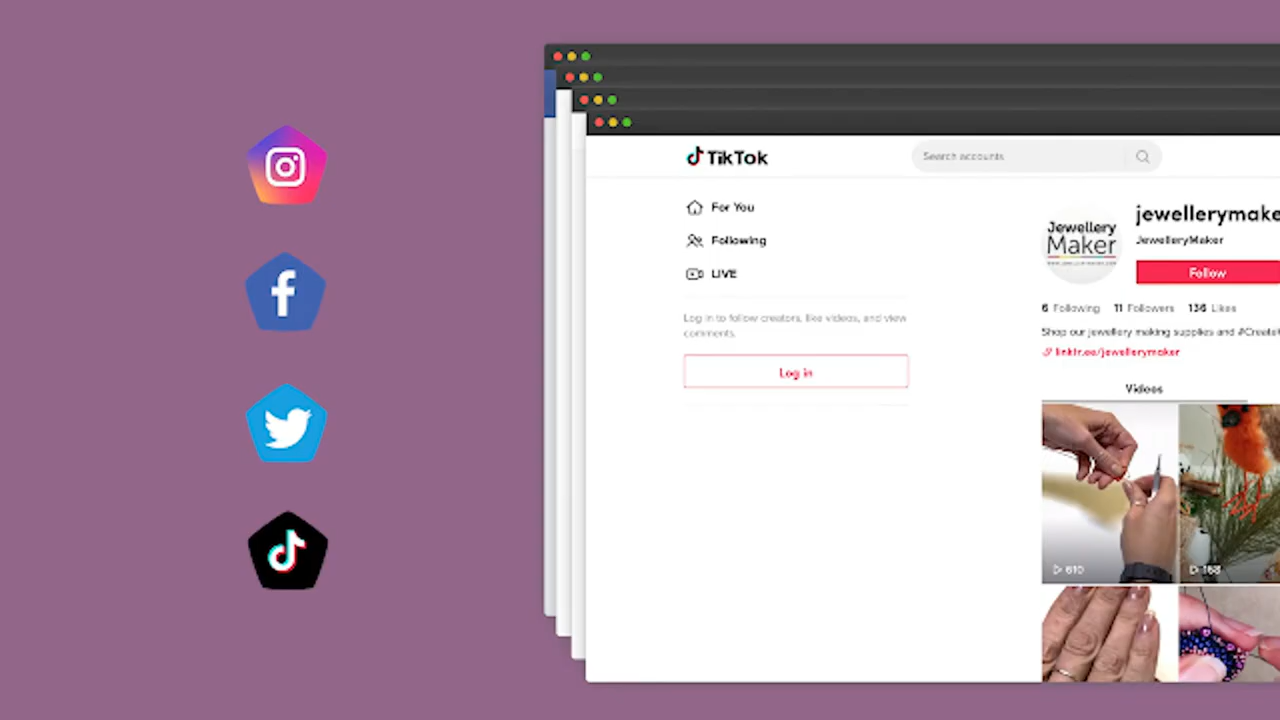 TikTok
Search accounts
For You
Following
LIVE
Log in to follow creators, like videos, and view
comments.
Log in
Jewellery
Maker
jewellerymake
JewelleryMaker
Follow
6 Following 11 Followers 136 Likes
Shop our jewellery making supplies and #Create
linktr.ee/jewellerymaker
Videos
610
168